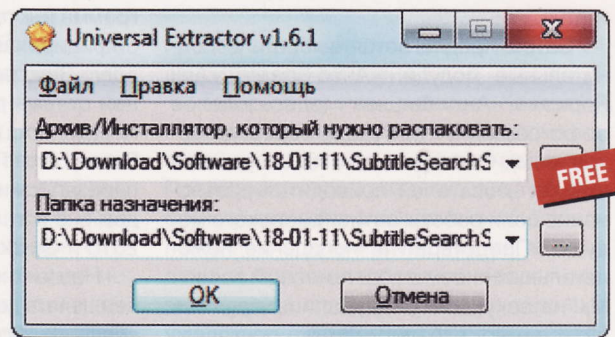 Universal Extractor v1.6.1
Файл Правка Помощь
Архив/Инсталлятор, который нужно распаковать:
D:\Download\Software\18-01-11\SubtitleSearchS
...
FREE
Папка назначения:
D:\Download\Software\18-01-11\SubtitleSearchS
...
OK Отмена